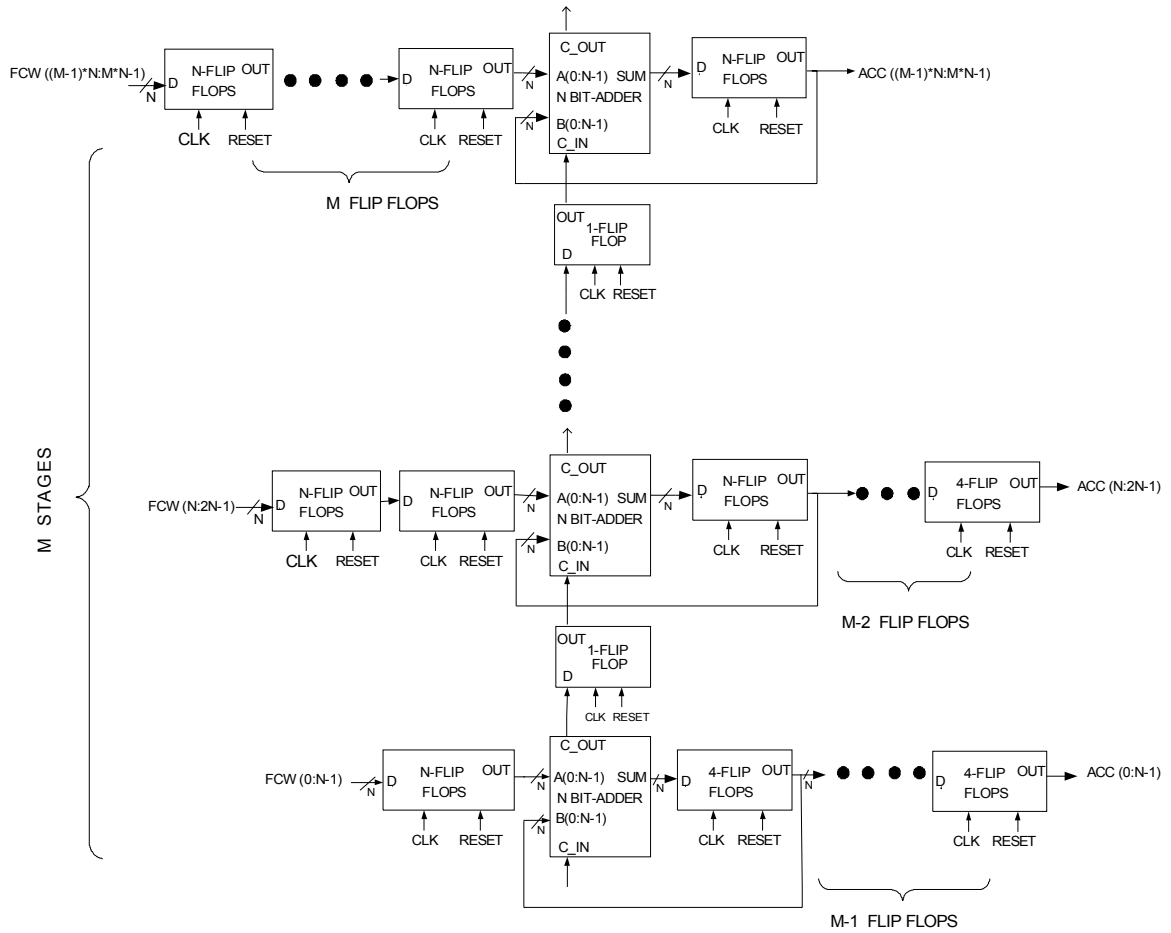 FCW ((M-1)*N:M*N-1)
N
D
N-FLIP OUT
FLOPS
CLK
RESET
D
N-FLIP OUT
FLOPS
CLK
RESET
N
C_OUT
A(0:N-1) SUM
N BIT-ADDER
B(0:N-1)
C_IN
N
N
D
N-FLIP OUT
FLOPS
CLK
RESET
ACC ((M-1)*N:M*N-1)
M FLIP FLOPS
OUT
1-FLIP
FLOP
D
CLK
RESET
M STAGES
FCW (N:2N-1)
N
D
N-FLIP OUT
FLOPS
CLK
RESET
D
N-FLIP OUT
FLOPS
CLK
RESET
N
C_OUT
A(0:N-1) SUM
N BIT-ADDER
B(0:N-1)
C_IN
N
N
D
N-FLIP OUT
FLOPS
CLK
RESET
D
4-FLIP OUT
FLOPS
CLK
RESET
ACC (N:2N-1)
M-2 FLIP FLOPS
OUT
1-FLIP
FLOP
D
CLK
RESET
FCW (0:N-1)
N
D
N-FLIP OUT
FLOPS
CLK
RESET
N
C_OUT
A(0:N-1) SUM
N BIT-ADDER
B(0:N-1)
C_IN
N
N
D
4-FLIP OUT
FLOPS
CLK
RESET
N
D
4-FLIP OUT
FLOPS
CLK
RESET
ACC (0:N-1)
M-1 FLIP FLOPS